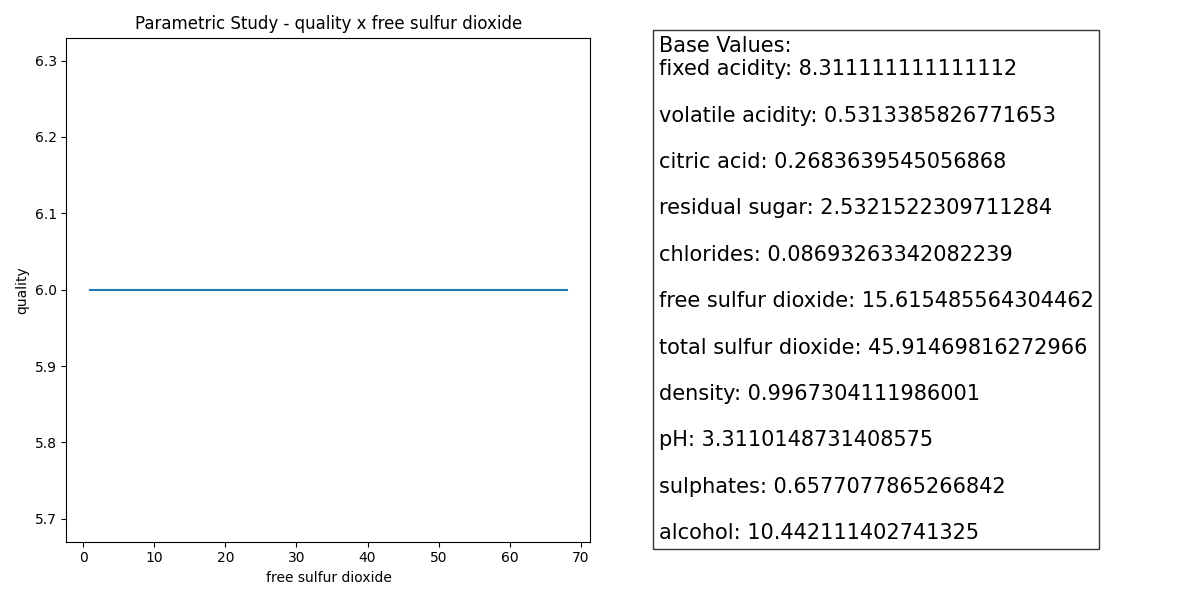 Parametric Study - quality x free sulfur dioxide
6.3
6.2
6.1
6.0
5.9
5.8
5.7
quality
0 10 20 30 40 50 60 70
free sulfur dioxide
Base Values:
fixed acidity: 8.311111111111112
volatile acidity: 0.5313385826771653
citric acid: 0.2683639545056868
residual sugar: 2.5321522309711284
chlorides: 0.08693263342082239
free sulfur dioxide: 15.615485564304462
total sulfur dioxide: 45.91469816272966
density: 0.9967304111986001
pH: 3.3110148731408575
sulphates: 0.6577077865266842
alcohol: 10.442111402741325